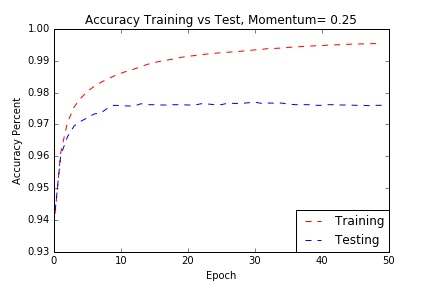 Accuracy Training vs Test, Momentum= 0.25
1.00
0.99
0.98
0.97
0.96
0.95
0.94
0.93
Accuracy Percent
0 10 20 30 40 50
Epoch
Training
Testing